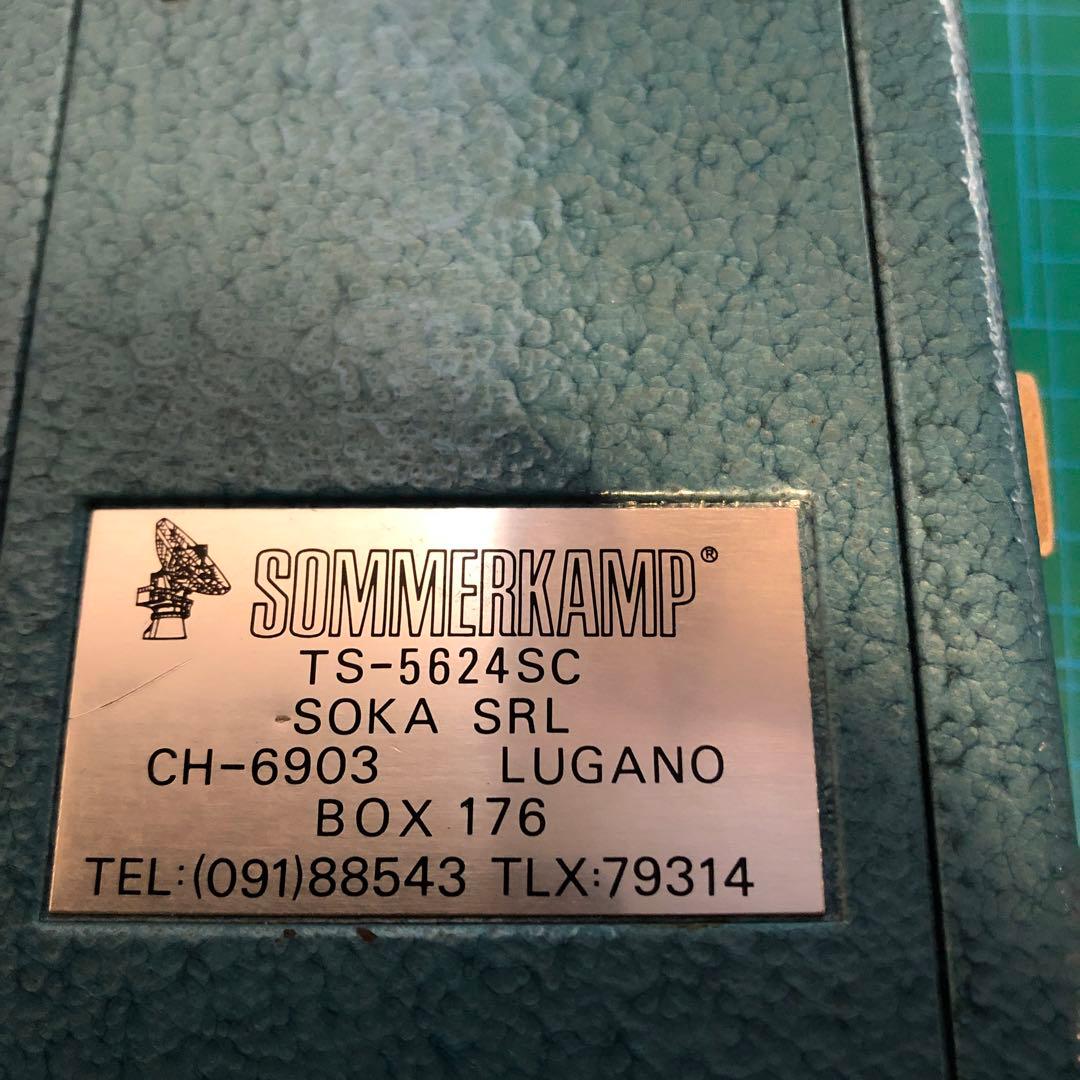 SOMMERKAMP®
TS-5624SC
SOKA SRL
CH-6903 LUGANO
BOX 176
TEL:(091)88543 TLX:79314